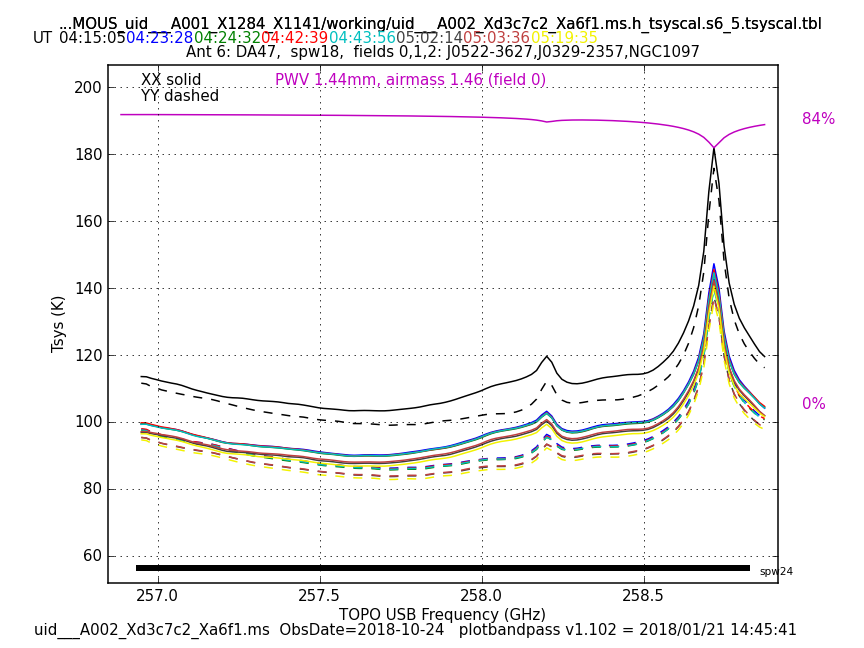 ...MOUS_uid___A001_X1284_X1141/working/uid___A002_Xd3c7c2_Xa6f1.ms.h_tsyscal.s6_5.tsyscal.tbl
UT 04:15:05 04:23:28 04:24:32 04:42:39 04:43:56 05:02:14 05:03:36 05:19:35
Ant 6: DA47,  spw18,  fields 0,1,2: J0522-3627,J0329-2357,NGC1097
XX solid
PWV 1.44mm, airmass 1.46 (field 0)
YY dashed
84%
0%
200
180
160
140
120
100
80
60
Tsys (K)
spw24
257.0 257.5 258.0 258.5
TOPO USB Frequency (GHz)
uid___A002_Xd3c7c2_Xa6f1.ms  ObsDate=2018-10-24   plotbandpass v1.102 = 2018/01/21 14:45:41